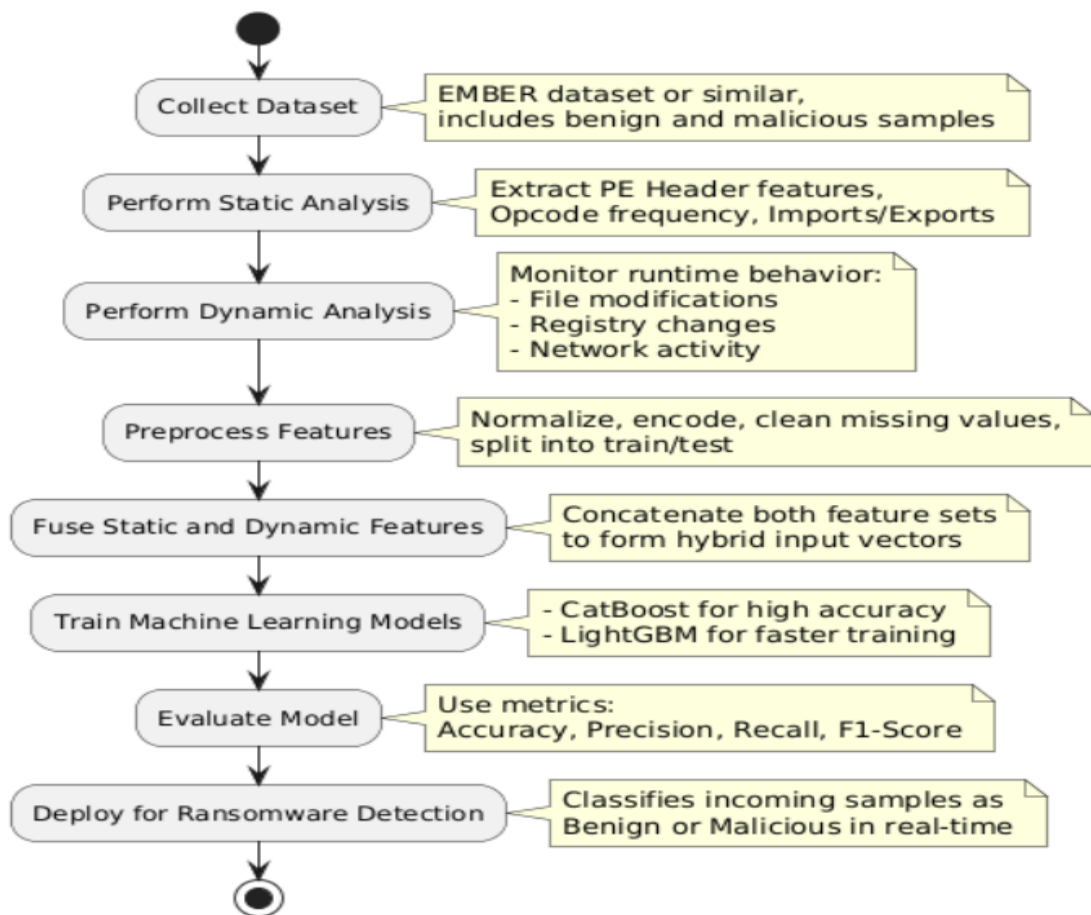 Collect Dataset
EMBER dataset or similar,
includes benign and malicious samples
Perform Static Analysis
Extract PE Header features,
Opcode frequency, Imports/Exports
Perform Dynamic Analysis
Monitor runtime behavior:
- File modifications
- Registry changes
- Network activity
Preprocess Features
Normalize, encode, clean missing values,
split into train/test
Fuse Static and Dynamic Features
Concatenate both feature sets
to form hybrid input vectors
Train Machine Learning Models
- CatBoost for high accuracy
- LightGBM for faster training
Evaluate Model
Use metrics:
Accuracy, Precision, Recall, F1-Score
Deploy for Ransomware Detection
Classifies incoming samples as
Benign or Malicious in real-time